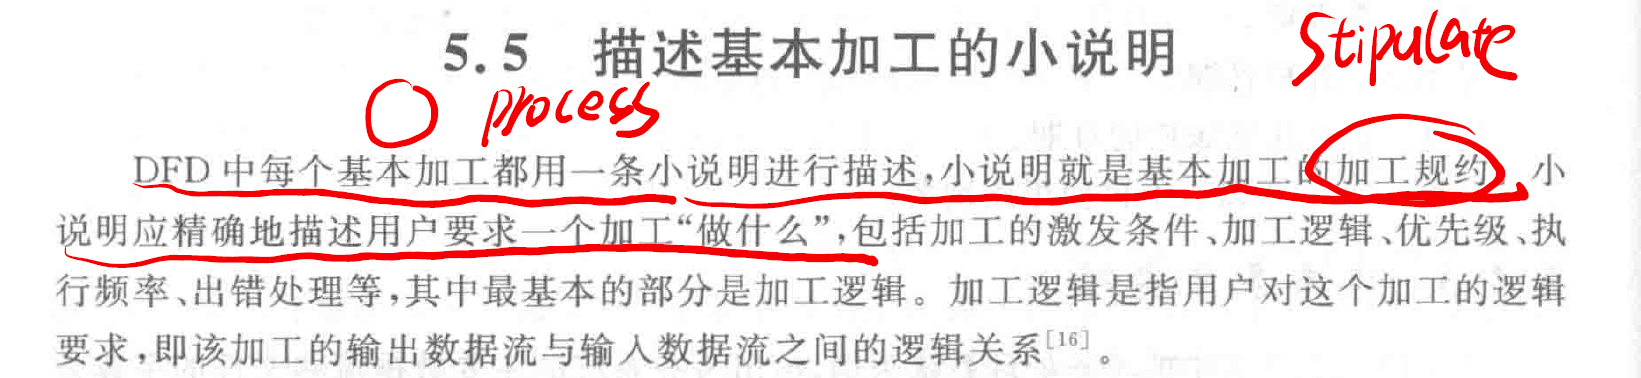 5.5 描述基本加工的小说明
Stipulate
process
DFD 中每个基本加工都用一条小说明进行描述,小说明就是基本加工的加工规约。小
说明应精确地描述用户要求一个加工“做什么”,包括加工的激发条件、加工逻辑、优先级、执
行频率、出错处理等,其中最基本的部分是加工逻辑。加工逻辑是指用户对这个加工的逻辑
要求,即该加工的输出数据流与输入数据流之间的逻辑关系[16]。